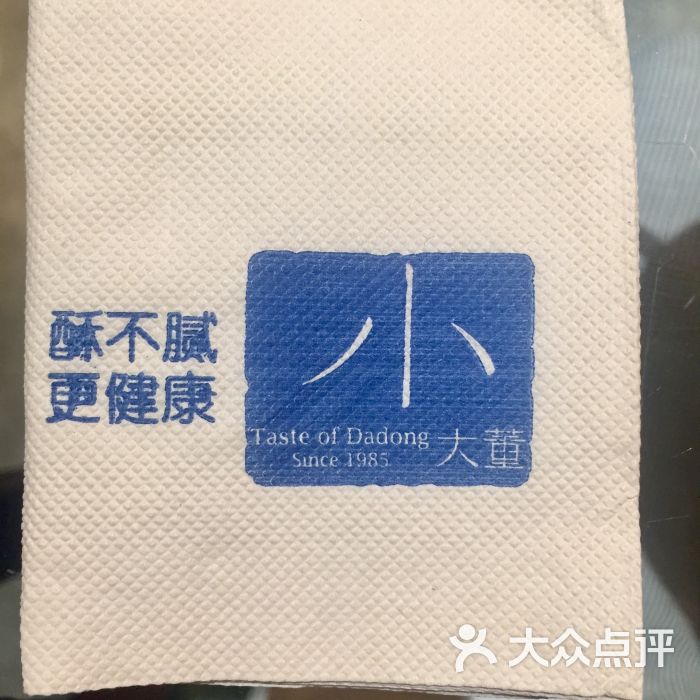 酥不腻
更健康
小
Taste of Dadong
Since 1985
大董
大众点评